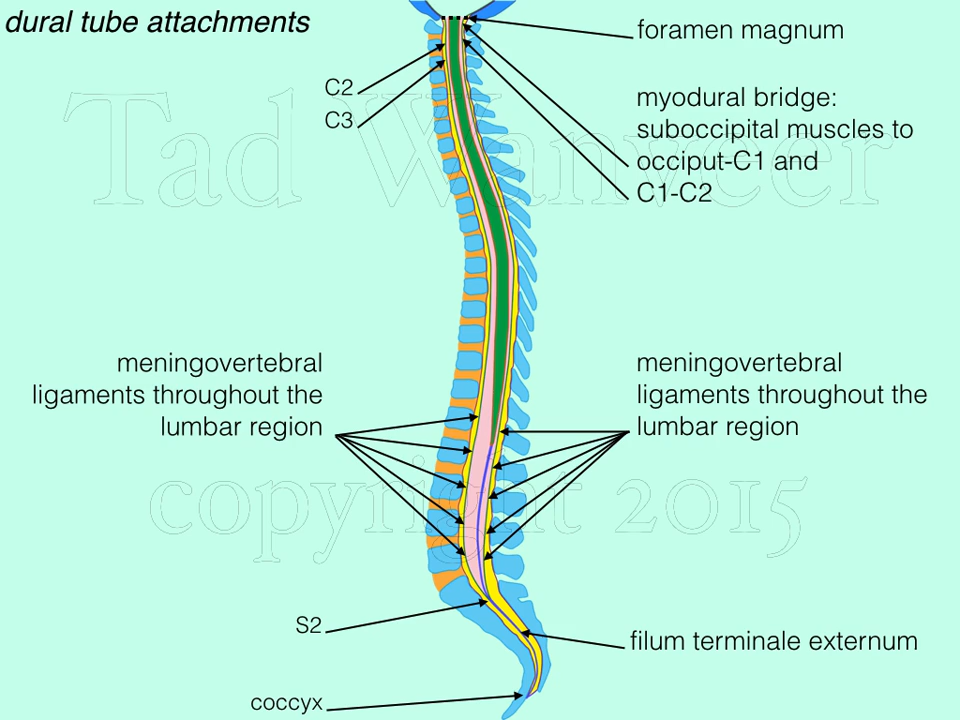 dural tube attachments
foramen magnum
C2
C3
myodural bridge:
suboccipital muscles to
occiput-C1 and
C1-C2
Tad Wanveer
meningovertebral
ligaments throughout the
lumbar region
meningovertebral
ligaments throughout the
lumbar region
copyright 2015
S2
filum terminale externum
coccyx